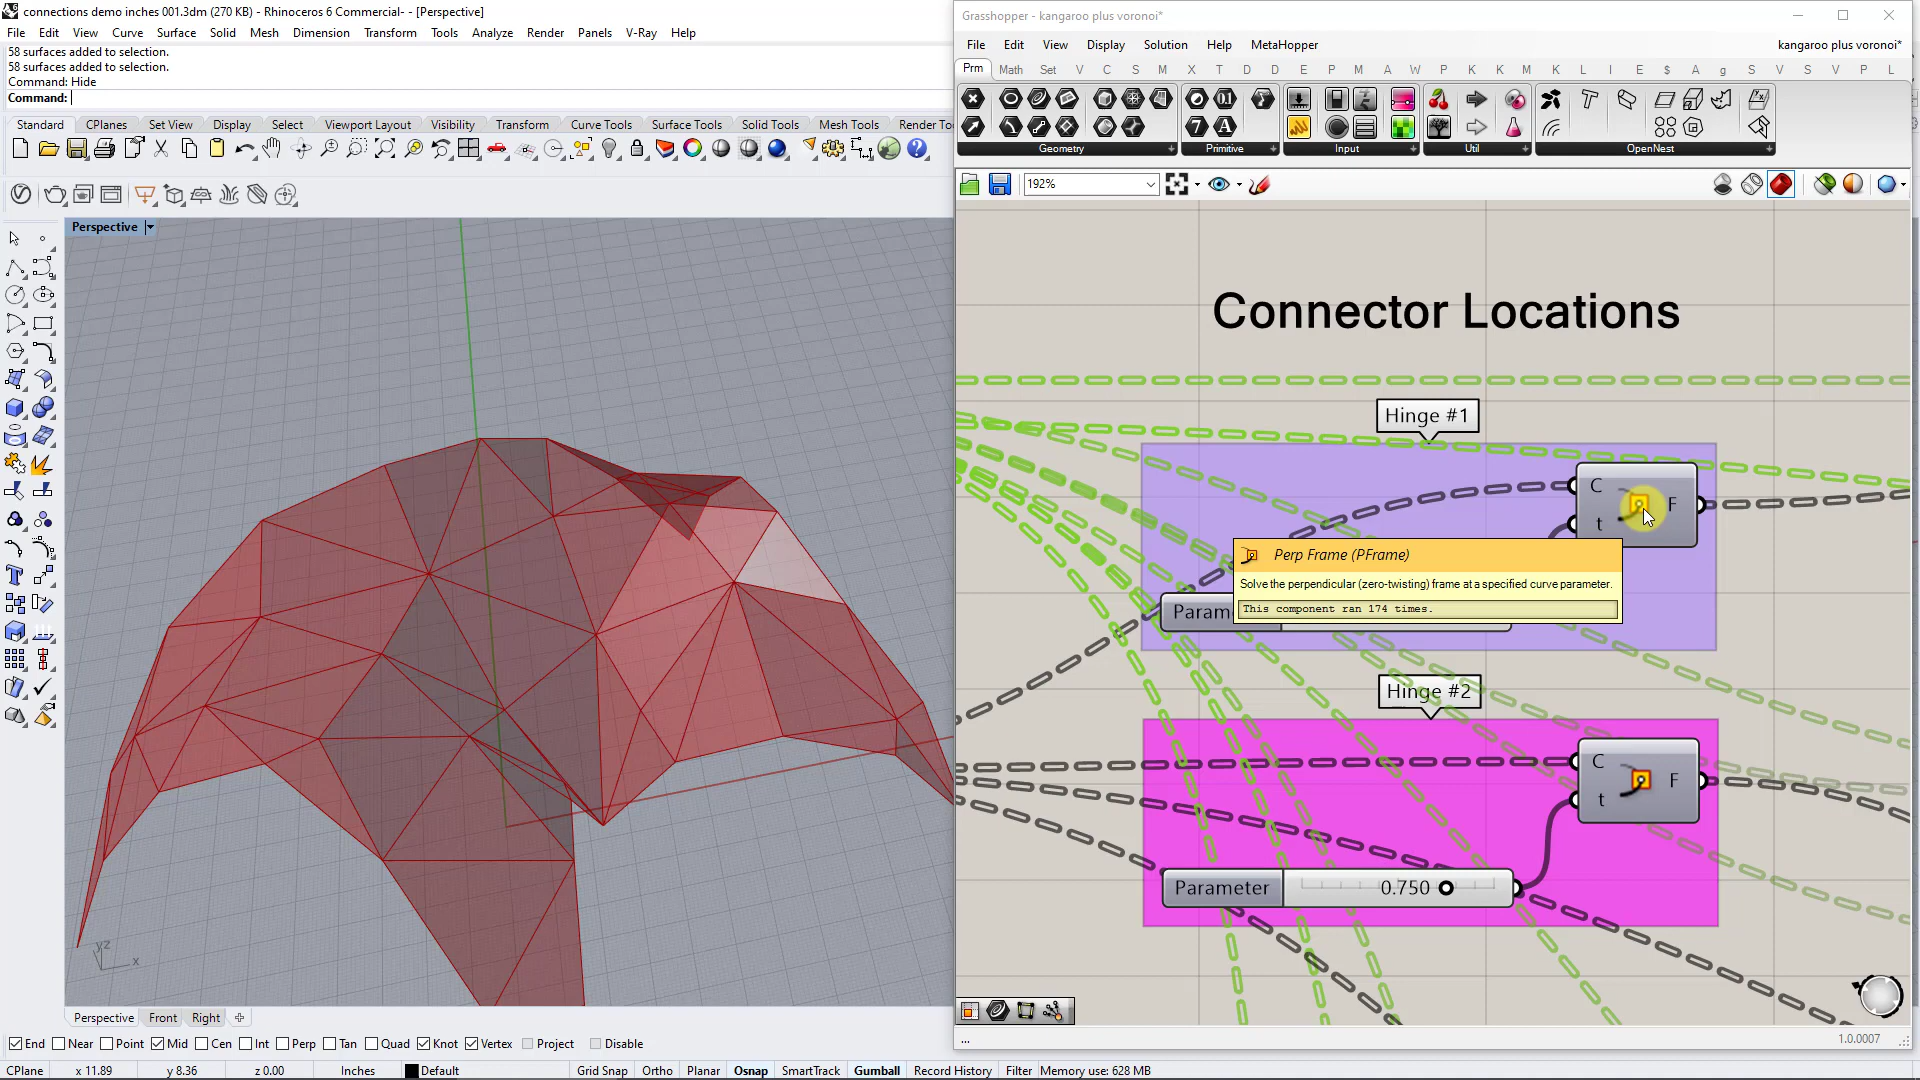 connections demo inches 001.3dm (270 KB) - Rhinoceros 6 Commercial- - [Perspective]
File Edit View Curve Surface Solid Mesh Dimension Transform Tools Analyze Render Panels V-Ray Help
58 surfaces added to selection.
58 surfaces added to selection.
Command: Hide
Command:
Standard CPlanes Set View Display Select Viewport Layout Visibility Transform Curve Tools Surface Tools Solid Tools Mesh Tools Render To
Perspective
yz
x
Perspective Front Right
End Near Point Mid Cen Int Perp Tan Quad Knot Vertex Project Disable
CPlane x 11.89 y 8.36 z 0.00 Inches Default Grid Snap Ortho Planar Osnap SmartTrack Gumball Record History Filter Memory use: 628 MB
Grasshopper - kangaroo plus voronoi*
File Edit View Display Solution Help MetaHopper kangaroo plus voronoi*
Prm Math Set V C S M X T D D E P M A W P K K M K L I E $ A g S V S V P L
Geometry Primitive Input Util OpenNest
192%
Connector Locations
Hinge #1
C
F
t
Perp Frame (PFrame)
Solve the perpendicular (zero-twisting) frame at a specified curve parameter.
This component ran 174 times.
Param
Hinge #2
C
F
t
Parameter 0.750
...
1.0.0007